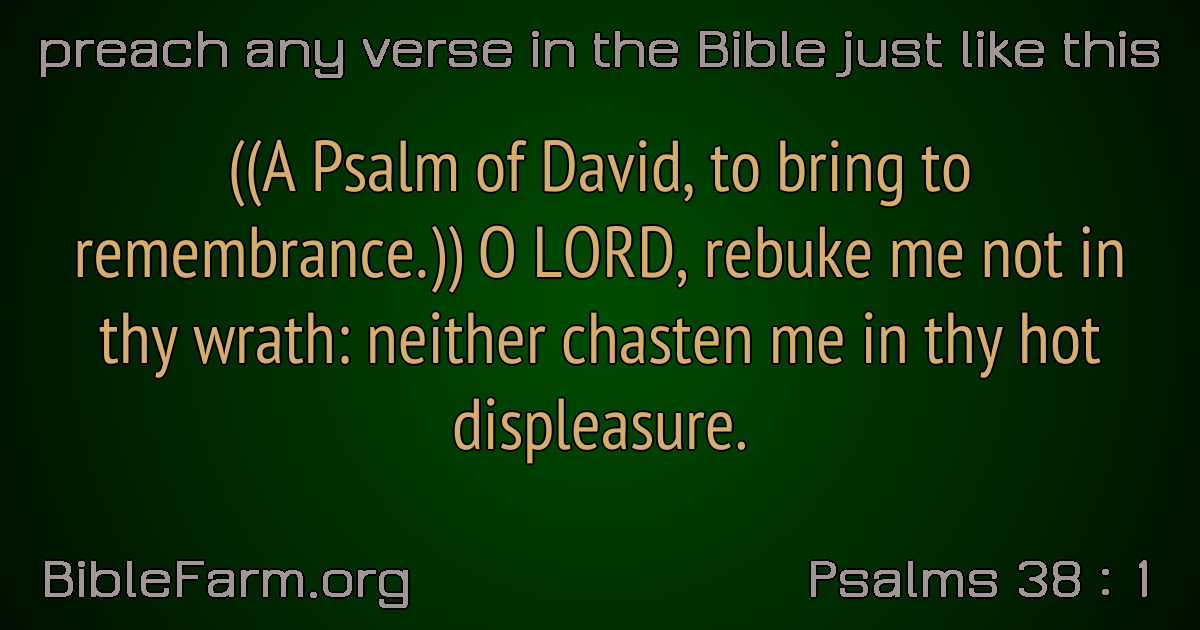 preach any verse in the Bible just like this
((A Psalm of David, to bring to
remembrance.)) O LORD, rebuke me not in
thy wrath: neither chasten me in thy hot
displeasure.
BibleFarm.org
Psalms 38 : 1